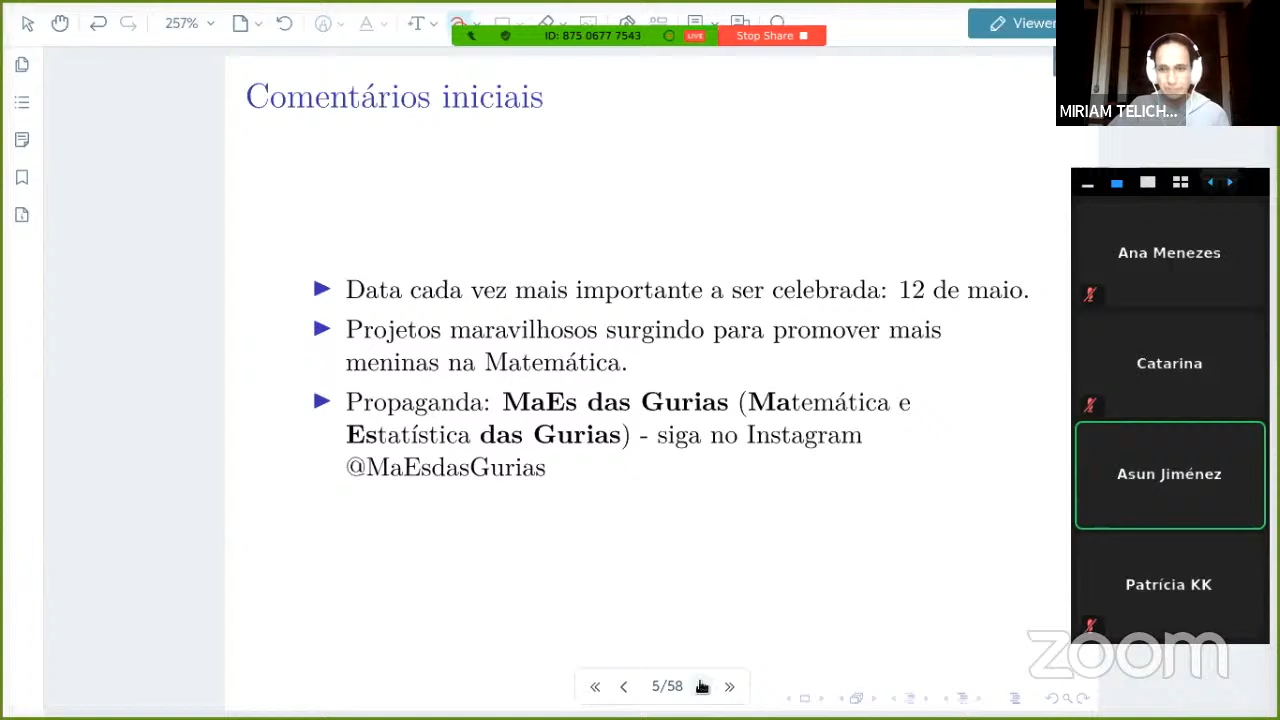 257%
ID: 875 0677 7543
LIVE
Stop Share
Viewer
MIRIAM TELICH...
Comentários iniciais
Data cada vez mais importante a ser celebrada: 12 de maio.
Projetos maravilhosos surgindo para promover mais
meninas na Matemática.
Propaganda: MaEs das Gurias (Matemática e
Estatística das Gurias) - siga no Instagram
@MaEsdasGurias
Ana Menezes
Catarina
Asun Jiménez
Patrícia KK
zoom
5/58